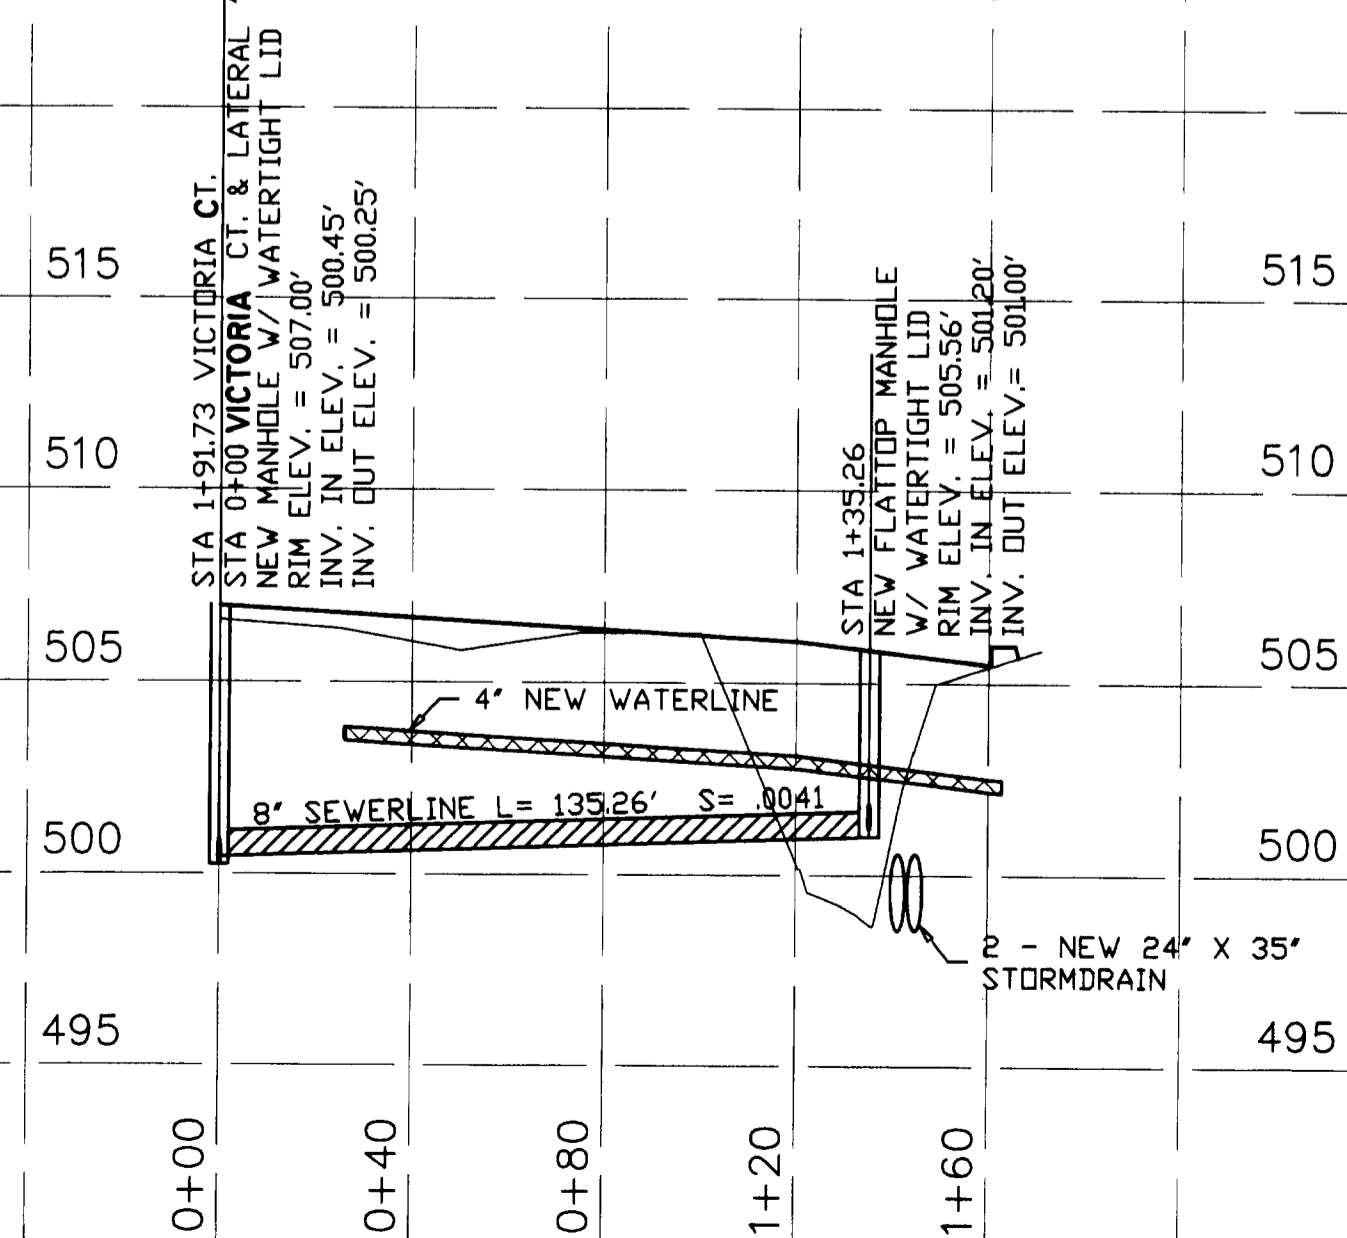 STA 1+91.73 VICTORIA CT.
STA 0+00 VICTORIA CT. & LATERAL
NEW MANHOLE W/ WATERTIGHT LID
RIM ELEV. = 507.00'
INV. IN ELEV. = 500.45'
INV. OUT ELEV. = 500.25'
STA 1+35.26
NEW FLATTOP MANHOLE
W/ WATERTIGHT LID
RIM ELEV. = 505.56'
INV. IN ELEV. = 501.20'
INV. OUT ELEV.= 501.00'
515
515
510
510
505
505
4" NEW WATERLINE
8" SEWERLINE L= 135.26' S= .0041
500
500
2 - NEW 24" X 35"
STORMDRAIN
495
495
0+00
0+40
0+80
1+20
1+60